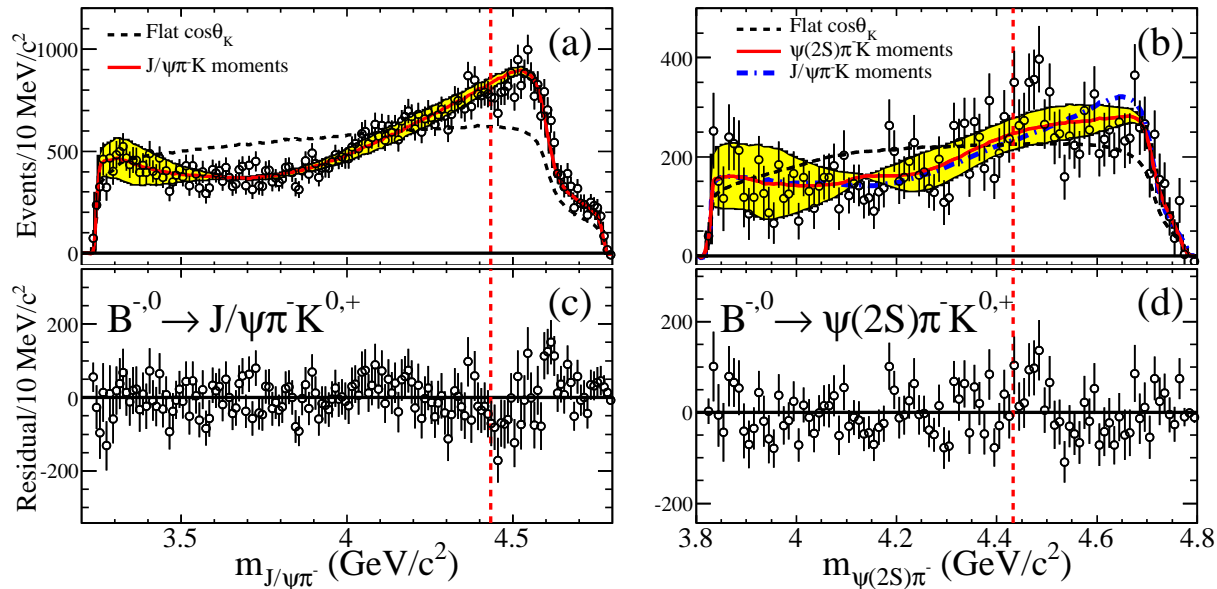 Events/10 MeV/c²
1000
500
0
Flat cosθ_K
J/ψπ⁻K moments
(a)
400
200
0
Flat cosθ_K
ψ(2S)π⁻K moments
J/ψπ⁻K moments
(b)
Residual/10 MeV/c²
200
0
-200
B⁻,⁰ → J/ψπ⁻K⁰,⁺
(c)
200
0
-200
B⁻,⁰ → ψ(2S)π⁻K⁰,⁺
(d)
3.5 4 4.5
m_J/ψπ⁻ (GeV/c²)
3.8 4 4.2 4.4 4.6 4.8
m_ψ(2S)π⁻ (GeV/c²)